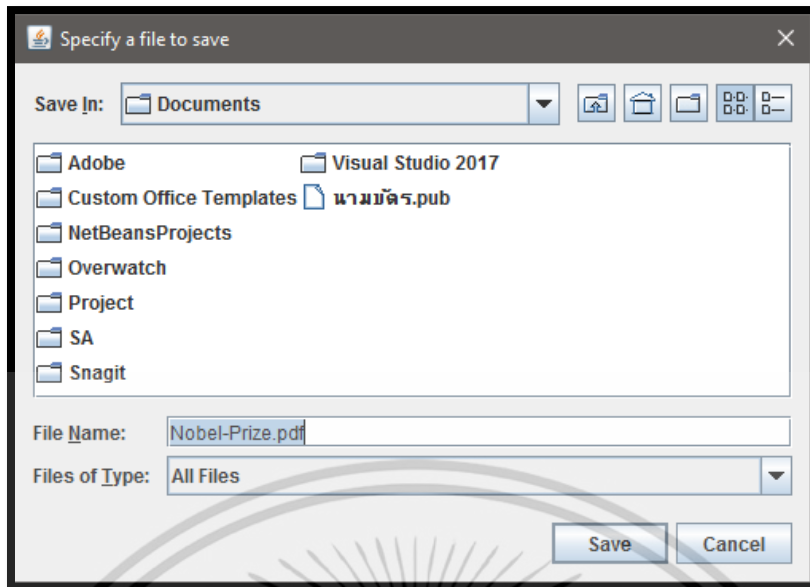 Specify a file to save
Save In: Documents
Adobe
Visual Studio 2017
Custom Office Templates
นามบัตร.pub
NetBeansProjects
Overwatch
Project
SA
Snagit
File Name: Nobel-Prize.pdf
Files of Type: All Files
Save
Cancel